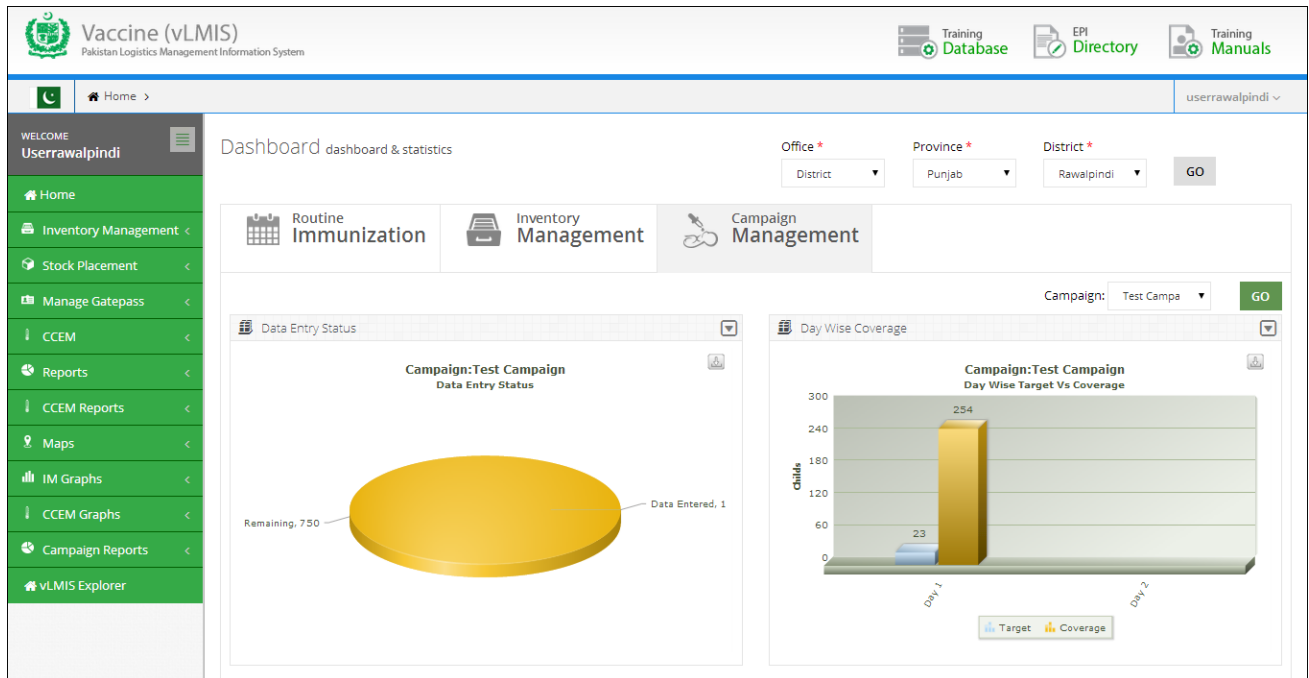 Vaccine (vLMIS)
Pakistan Logistics Management Information System
Training
Database
EPI
Directory
Training
Manuals
Home >
userrawalpindi
WELCOME
Userrawalpindi
Home
Inventory Management
Stock Placement
Manage Gatepass
CCEM
Reports
CCEM Reports
Maps
IM Graphs
CCEM Graphs
Campaign Reports
vLMIS Explorer
Dashboard dashboard & statistics
Office * Province * District *
District Punjab Rawalpindi GO
Routine
Immunization
Inventory
Management
Campaign
Management
Campaign: Test Campa GO
Data Entry Status
Campaign:Test Campaign
Data Entry Status
Remaining, 750
Data Entered, 1
Day Wise Coverage
Campaign:Test Campaign
Day Wise Target Vs Coverage
300
240
180
120
60
0
Childs
254
23
Day 1
Day 2
Target Coverage